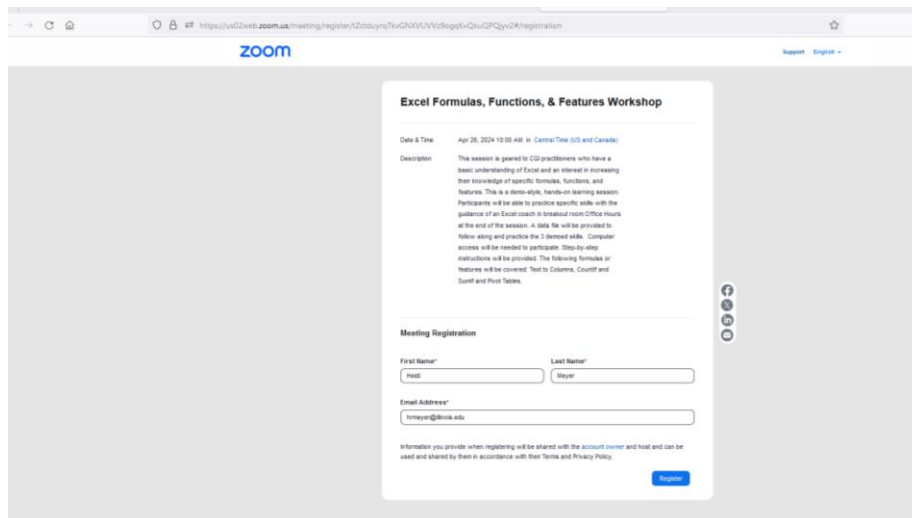 https://us02web.zoom.us/meeting/register/tZctduyrqTkvGNXVUVVz9ogqKvQkuQPQjyv2#/registration
zoom
Support English
Excel Formulas, Functions, & Features Workshop
Date & Time Apr 26, 2024 10:00 AM in Central Time (US and Canada)
Description This session is geared to CQI practitioners who have a
basic understanding of Excel and an interest in increasing
their knowledge of specific formulas, functions, and
features. This is a demo-style, hands-on learning session.
Participants will be able to practice specific skills with the
guidance of an Excel coach in breakout room Office Hours
at the end of the session. A data file will be provided to
follow along and practice the 3 demoed skills. Computer
access will be needed to participate. Step-by-step
instructions will be provided. The following formulas or
features will be covered: Text to Columns, Countif and
Sumif and Pivot Tables.
Meeting Registration
First Name* Last Name*
Heidi Meyer
Email Address*
hrmeyer@illinois.edu
Information you provide when registering will be shared with the account owner and host and can be
used and shared by them in accordance with their Terms and Privacy Policy.
Register